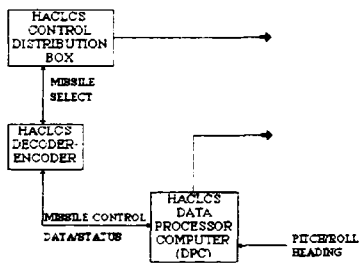 HACLCS
CONTROL
DISTRIBUTION
BOX
MISSILE
SELECT
HACLCS
DECODER-
ENCODER
MISSILE CONTROL
DATA/STATUS
HACLCS
DATA
PROCESSOR
COMPUTER
(DPC)
PITCH/ROLL
HEADING